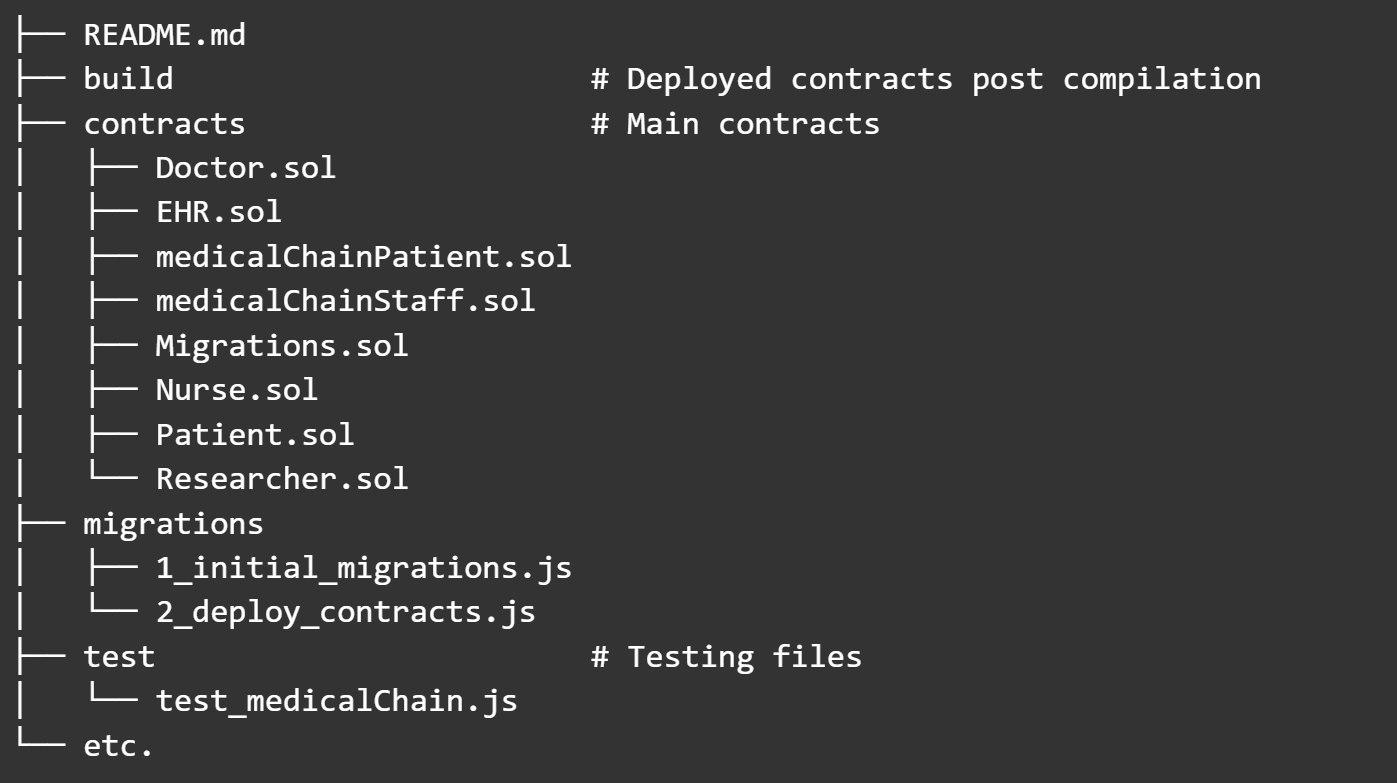 ├── README.md
├── build                       # Deployed contracts post compilation
├── contracts                   # Main contracts
│   ├── Doctor.sol
│   ├── EHR.sol
│   ├── medicalChainPatient.sol
│   ├── medicalChainStaff.sol
│   ├── Migrations.sol
│   ├── Nurse.sol
│   ├── Patient.sol
│   └── Researcher.sol
├── migrations
│   ├── 1_initial_migrations.js
│   └── 2_deploy_contracts.js
├── test                        # Testing files
│   └── test_medicalChain.js
└── etc.